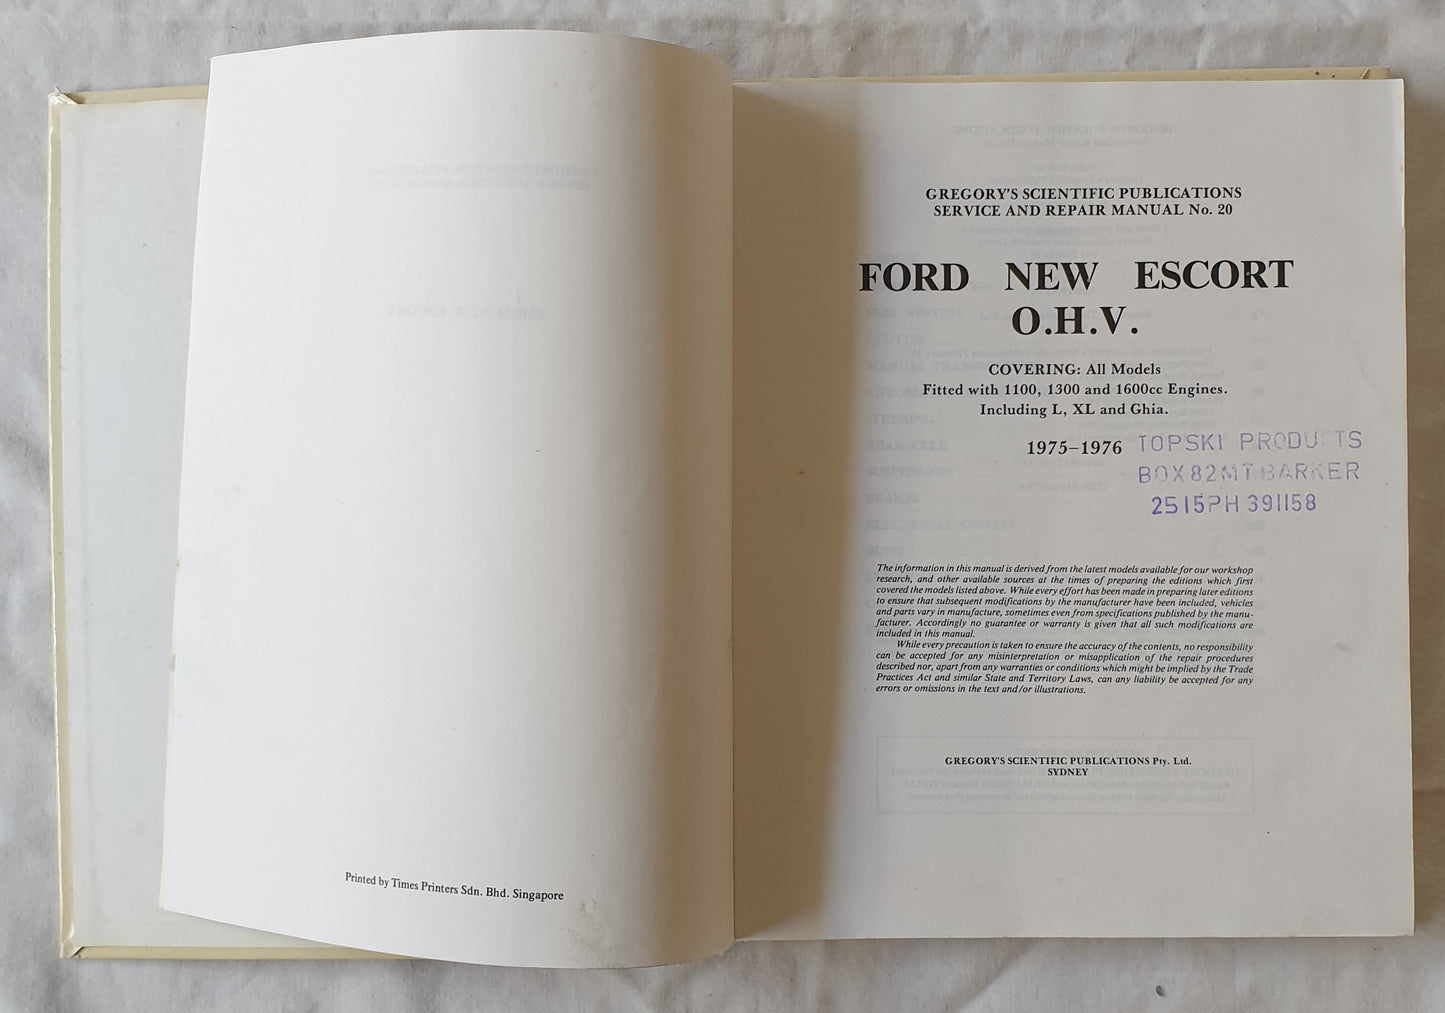 Printed by Times Printers Sdn. Bhd. Singapore
GREGORY'S SCIENTIFIC PUBLICATIONS
SERVICE AND REPAIR MANUAL No. 20
FORD NEW ESCORT
O.H.V.
COVERING: All Models
Fitted with 1100, 1300 and 1600cc Engines.
Including L, XL and Ghia.
1975–1976
TOPSKI PRODUCTS
BOX 82 MT BARKER
2515 PH 391158
The information in this manual is derived from the latest models available for our workshop
research, and other available sources at the times of preparing the editions which first
covered the models listed above. While every effort has been made in preparing later editions
to ensure that subsequent modifications by the manufacturer have been included, vehicles
and parts vary in manufacture, sometimes even from specifications published by the manu-
facturer. Accordingly no guarantee or warranty is given that all such modifications are
included in this manual.
While every precaution is taken to ensure the accuracy of the contents, no responsibility
can be accepted for any misinterpretation or misapplication of the repair procedures
described nor, apart from any warranties or conditions which might be implied by the Trade
Practices Act and similar State and Territory Laws, can any liability be accepted for any
errors or omissions in the text and/or illustrations.
GREGORY'S SCIENTIFIC PUBLICATIONS Pty. Ltd.
SYDNEY